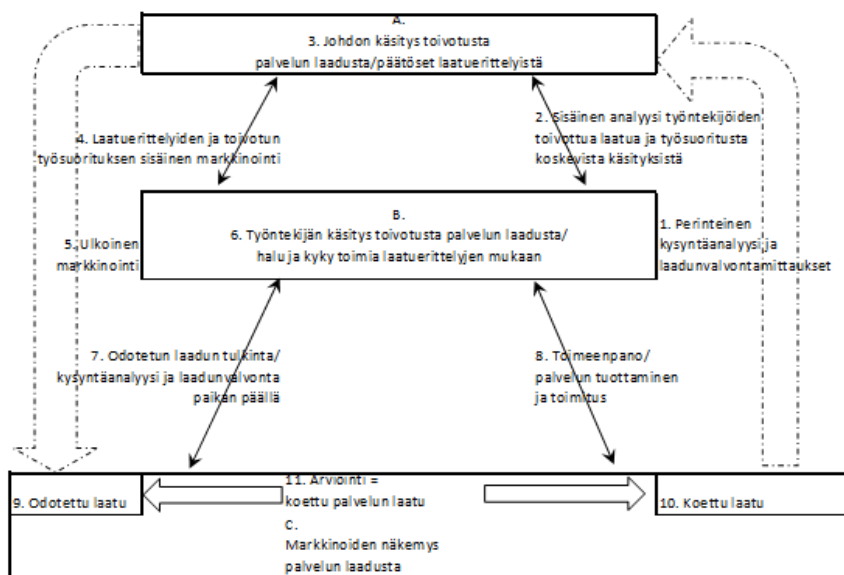 A.
3. Johdon käsitys toivotusta
palvelun laadusta/päätöset laatuerittelyistä
4. Laatuerittelyiden ja toivotun
työsuorituksen sisäinen markkinointi
2. Sisäinen analyysi työntekijöiden
toivottua laatua ja työsuoritusta
koskevista käsityksistä
B.
6. Työntekijän käsitys toivotusta palvelun laadusta/
halu ja kyky toimia laatuerittelyjen mukaan
5. Ulkoinen
markkinointi
1. Perinteinen
kysyntäanalyysi ja
laadunvalvontamittaukset
7. Odotetun laadun tulkinta/
kysyntäanalyysi ja laadunvalvonta
paikan päällä
8. Toimeenpano/
palvelun tuottaminen
ja toimitus
9. Odotettu laatu
11. Arviointi =
koettu palvelun laatu
10. Koettu laatu
C.
Markkinoiden näkemys
palvelun laadusta